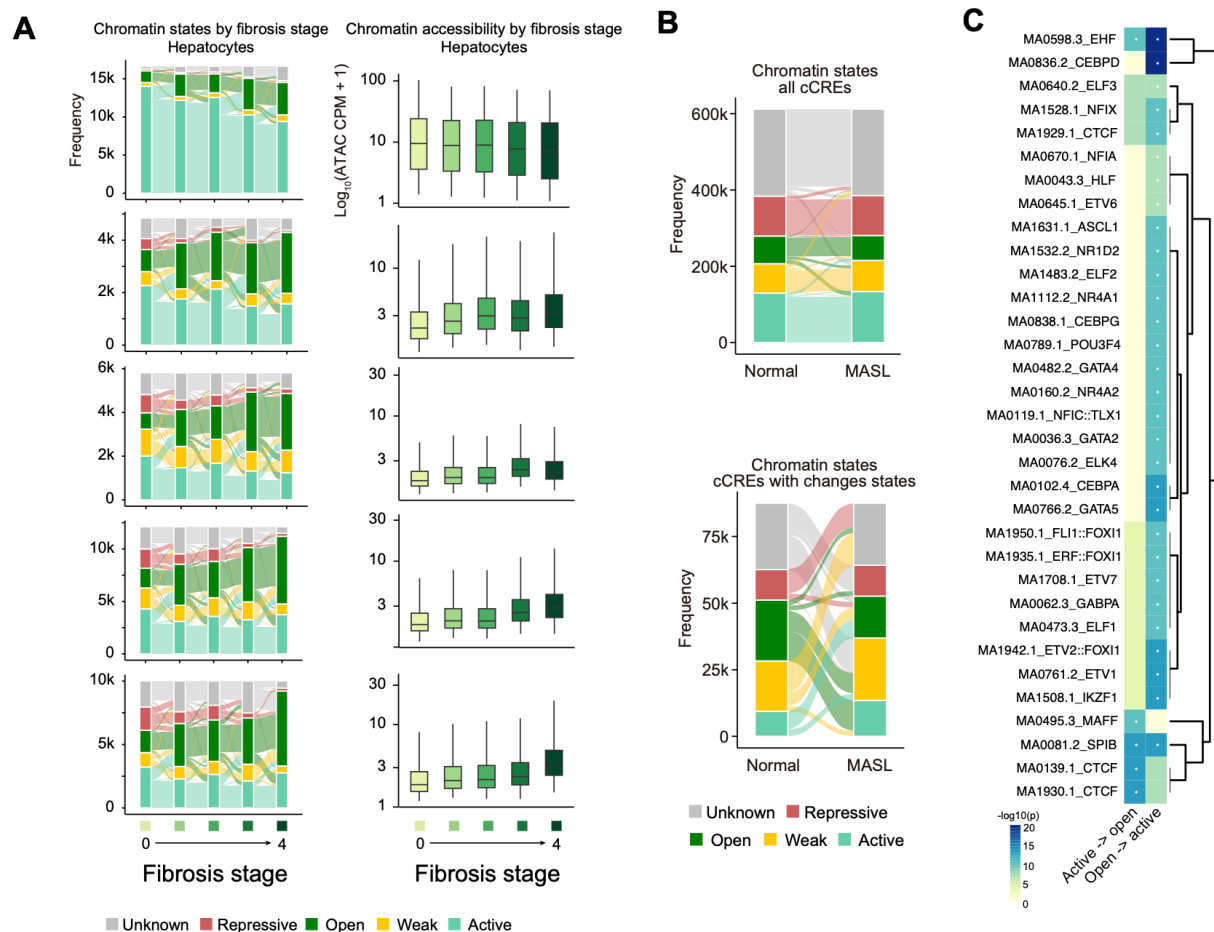 A
Chromatin states by fibrosis stage
Hepatocytes
Frequency
15k
10k
5k
0
4k
2k
0
6k
4k
2k
0
10k
5k
0
10k
5k
0
0
4
Fibrosis stage
Chromatin accessibility by fibrosis stage
Hepatocytes
Log10(ATAC CPM + 1)
100
10
1
10
3
30
10
3
30
10
3
30
10
3
1
0
4
Fibrosis stage
Unknown
Repressive
Open
Weak
Active
B
Chromatin states
all cCREs
Frequency
600k
400k
200k
0
Normal
MASL
Chromatin states
cCREs with changes states
Frequency
75k
50k
25k
0
Normal
MASL
Unknown
Repressive
Open
Weak
Active
C
MA0598.3_EHF
MA0836.2_CEBPD
MA0640.2_ELF3
MA1528.1_NFIX
MA1929.1_CTCF
MA0670.1_NFIA
MA0043.3_HLF
MA0645.1_ETV6
MA1631.1_ASCL1
MA1532.2_NR1D2
MA1483.2_ELF2
MA1112.2_NR4A1
MA0838.1_CEBPG
MA0789.1_POU3F4
MA0482.2_GATA4
MA0160.2_NR4A2
MA0119.1_NFIC::TLX1
MA0036.3_GATA2
MA0076.2_ELK4
MA0102.4_CEBPA
MA0766.2_GATA5
MA1950.1_FLI1::FOXI1
MA1935.1_ERF::FOXI1
MA1708.1_ETV7
MA0062.3_GABPA
MA0473.3_ELF1
MA1942.1_ETV2::FOXI1
MA0761.2_ETV1
MA1508.1_IKZF1
MA0495.3_MAFF
MA0081.2_SPIB
MA0139.1_CTCF
MA1930.1_CTCF
-log10(p)
20
15
10
5
0
Active -> open
Open -> active